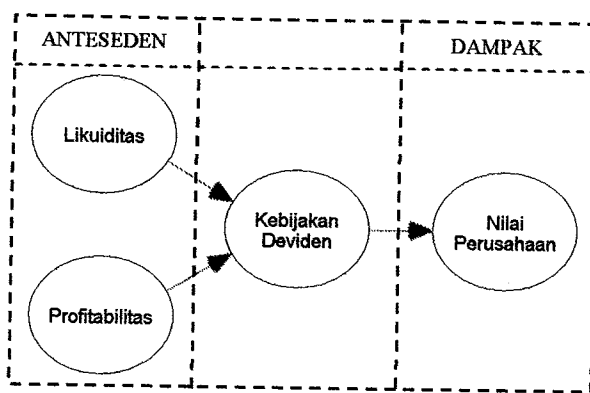 ANTESEDEN
DAMPAK
Likuiditas
Kebijakan
Deviden
Nilai
Perusahaan
Profitabilitas